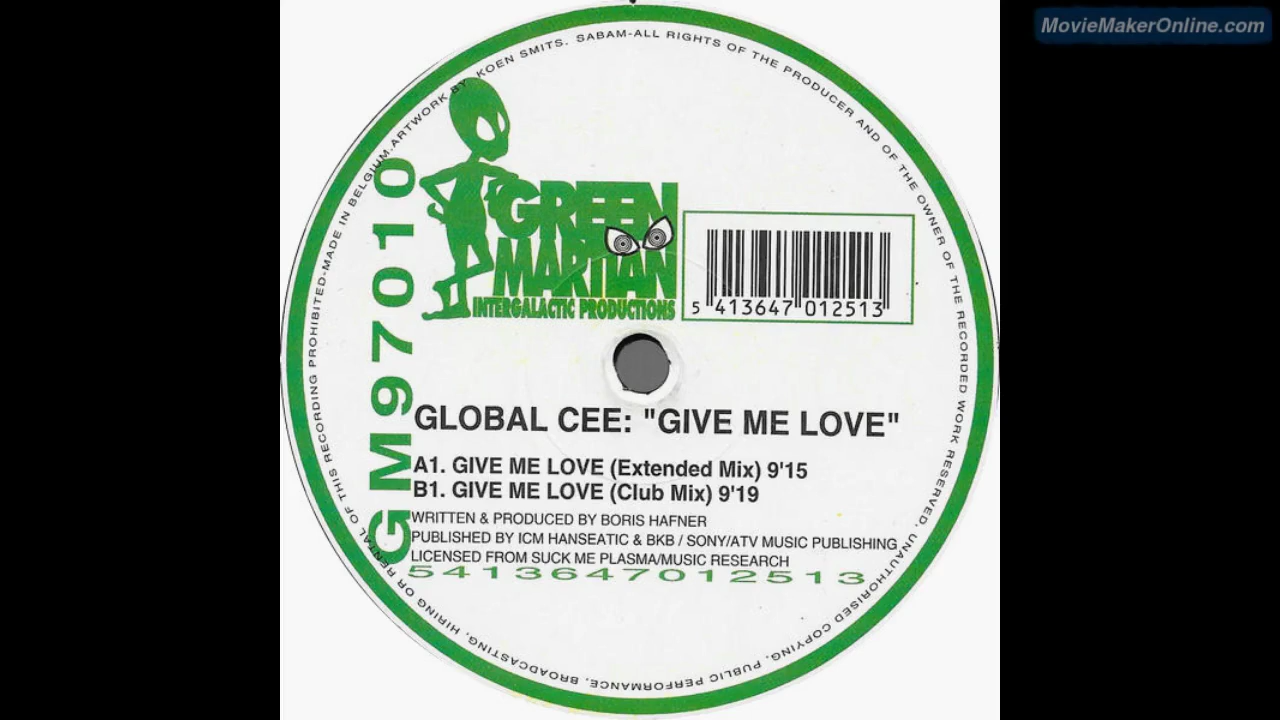 MovieMakerOnline.com
HIRING OR RENTAL OF THIS RECORDING PROHIBITED-MADE IN BELGIUM.ARTWORK BY KOEN SMITS. SABAM-ALL RIGHTS OF THE PRODUCER AND OF THE OWNER OF THE RECORDED WORK RESERVED. UNAUTHORISED COPYING, PUBLIC PERFORMANCE, BROADCASTING,
GM97010
GREEN
MARTIAN
INTERGALACTIC PRODUCTIONS
5 413647 012513
GLOBAL CEE: "GIVE ME LOVE"
A1. GIVE ME LOVE (Extended Mix) 9'15
B1. GIVE ME LOVE (Club Mix) 9'19
WRITTEN & PRODUCED BY BORIS HAFNER
PUBLISHED BY ICM HANSEATIC & BKB / SONY/ATV MUSIC PUBLISHING
LICENSED FROM SUCK ME PLASMA/MUSIC RESEARCH
5413647012513